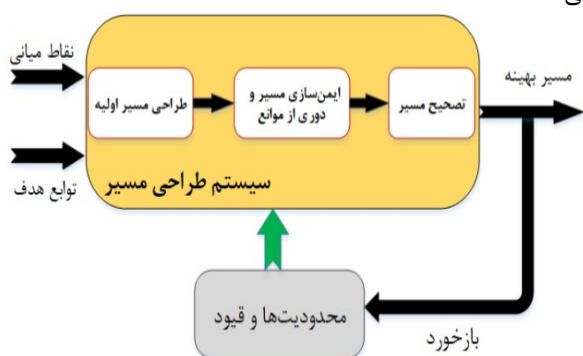 نقاط میانی
توابع هدف
طراحی مسیر اولیه
ایمن‌سازی مسیر و
دوری از موانع
تصحیح مسیر
سیستم طراحی مسیر
مسیر بهینه
محدودیت‌ها و قیود
بازخورد